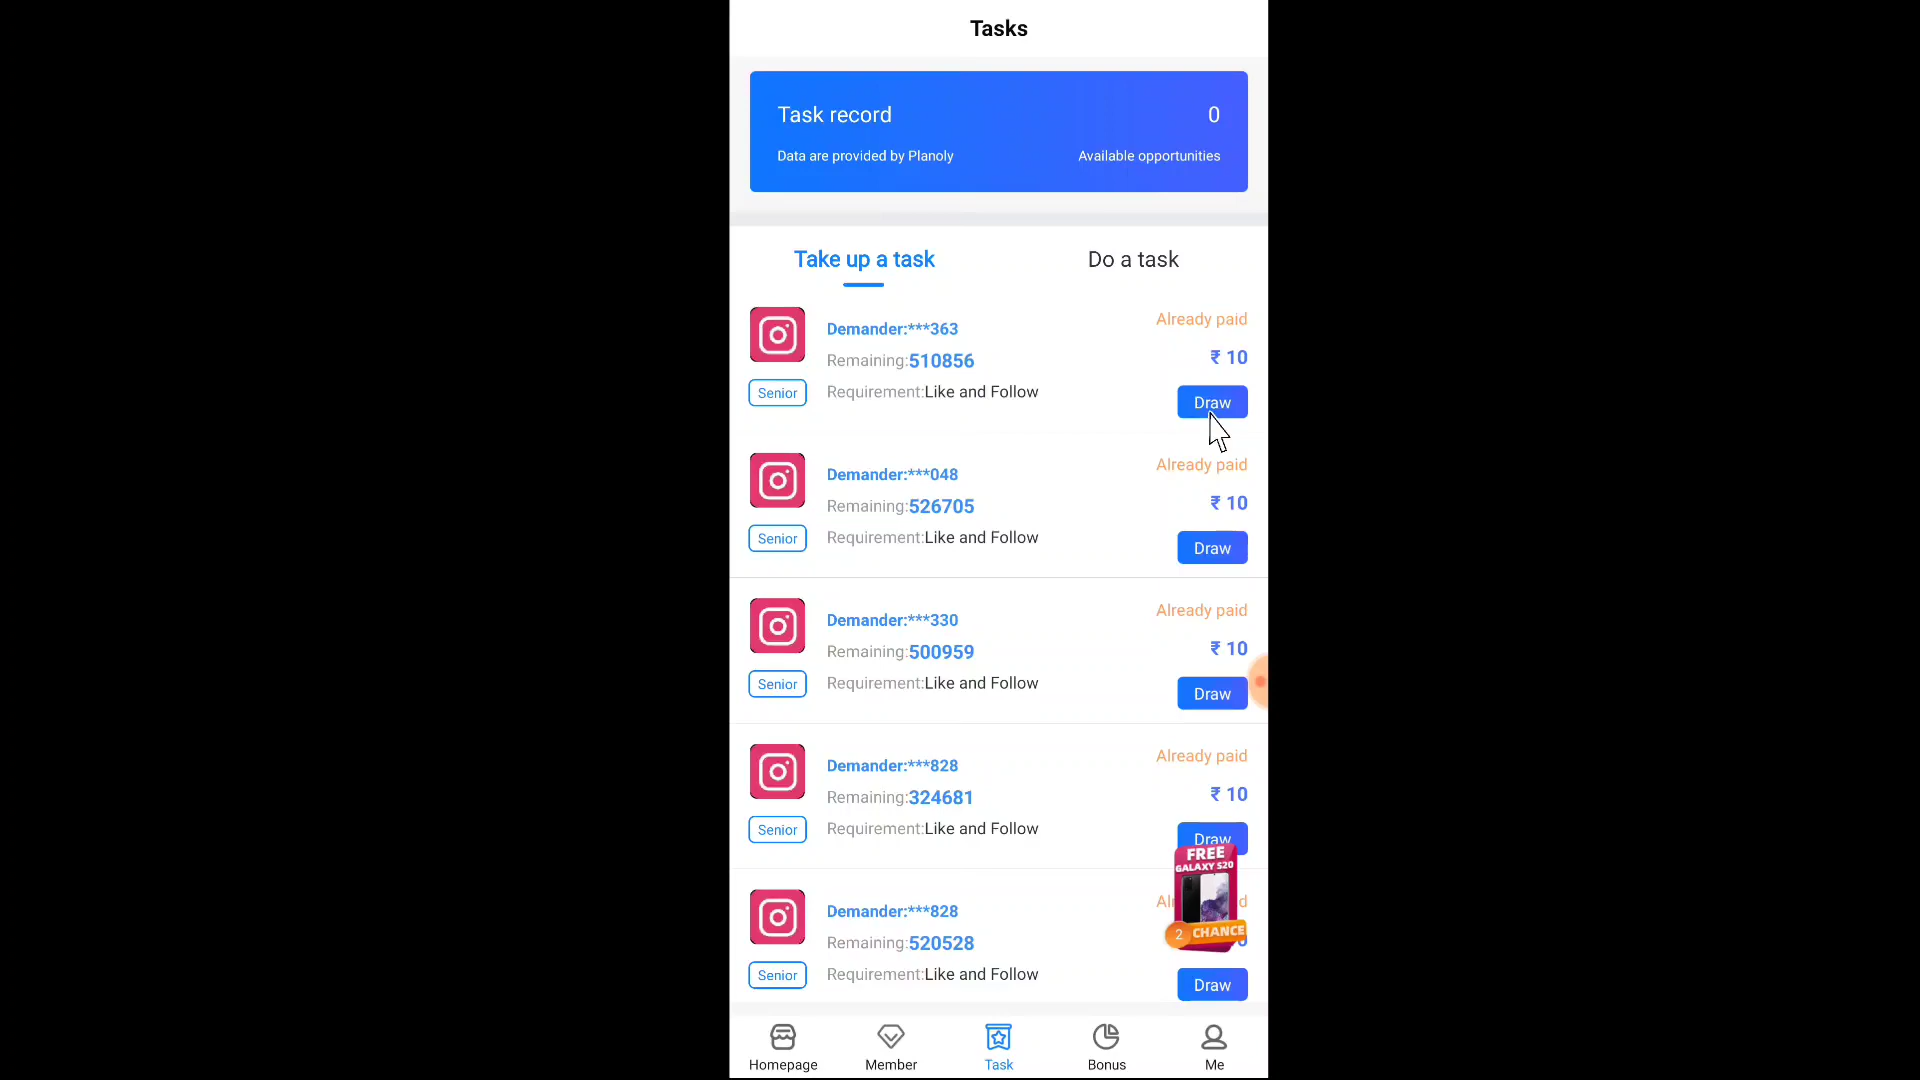 Tasks
Task record 0
Data are provided by Planoly Available opportunities
Take up a task Do a task
Demander:***363 Already paid
Remaining:510856 ₹ 10
Senior Requirement:Like and Follow Draw
Demander:***048 Already paid
Remaining:526705 ₹ 10
Senior Requirement:Like and Follow Draw
Demander:***330 Already paid
Remaining:500959 ₹ 10
Senior Requirement:Like and Follow Draw
Demander:***828 Already paid
Remaining:324681 ₹ 10
Senior Requirement:Like and Follow Draw
FREE
GALAXY S20
2 CHANCE
Demander:***828
Remaining:520528
Senior Requirement:Like and Follow Draw
Homepage Member Task Bonus Me